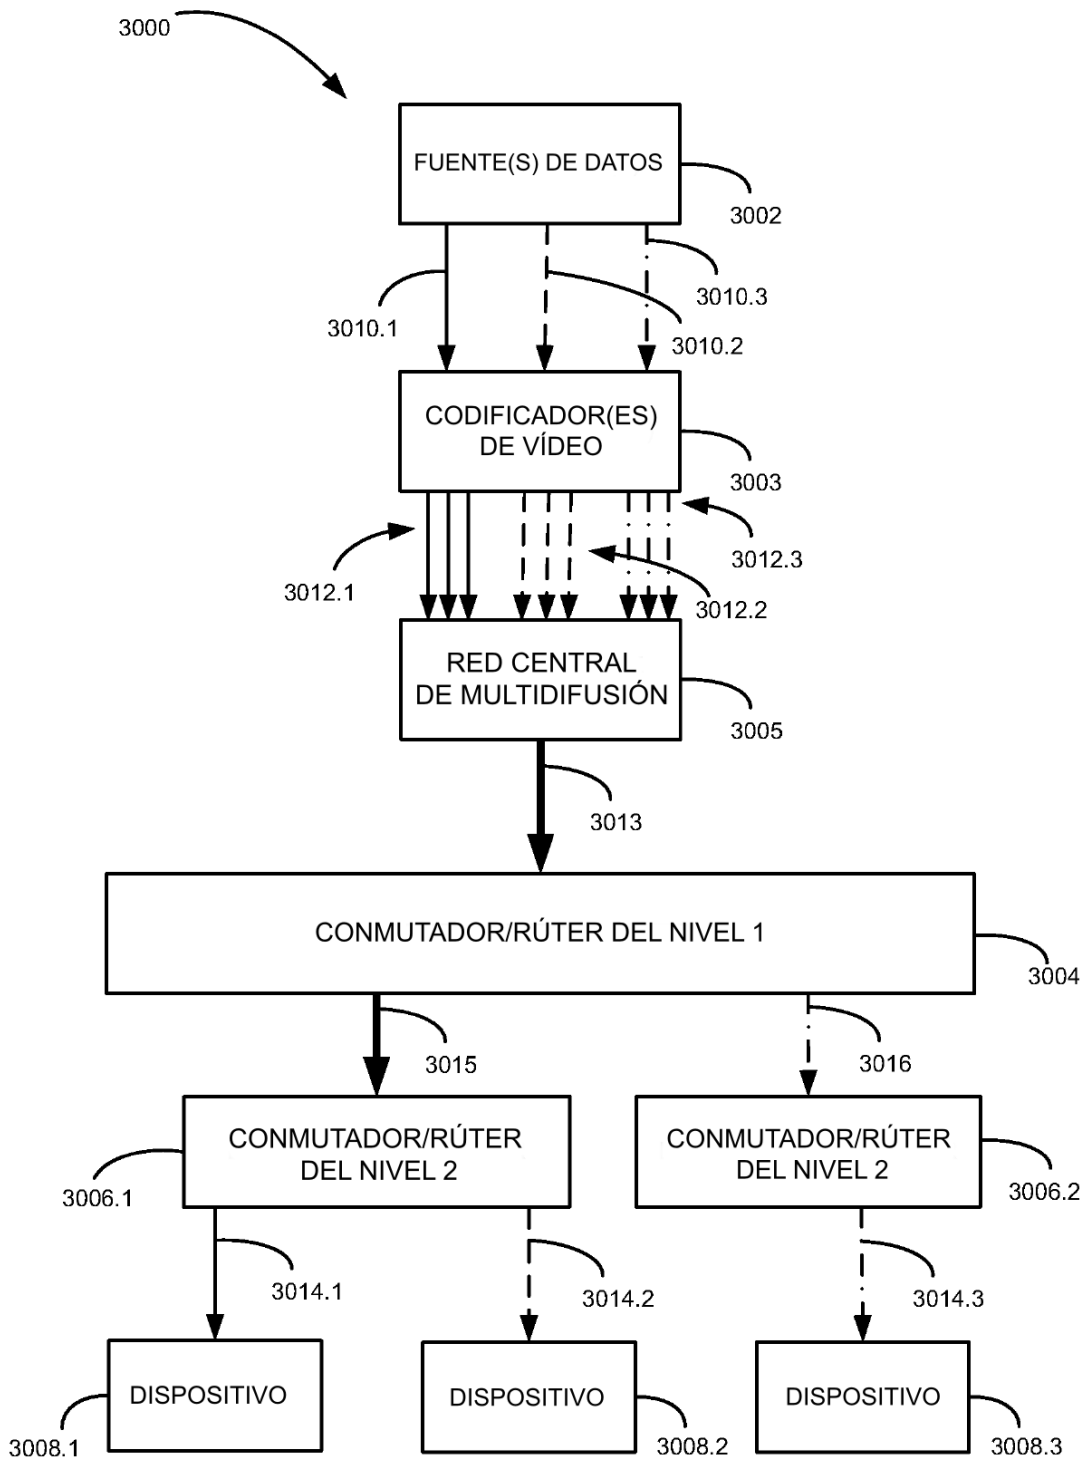 3000
FUENTE(S) DE DATOS
3002
3010.3
3010.1
3010.2
CODIFICADOR(ES)
DE VÍDEO
3003
3012.3
3012.1
3012.2
RED CENTRAL
DE MULTIDIFUSIÓN
3005
3013
CONMUTADOR/RÚTER DEL NIVEL 1
3004
3015
3016
CONMUTADOR/RÚTER
DEL NIVEL 2
3006.1
CONMUTADOR/RÚTER
DEL NIVEL 2
3006.2
3014.1
3014.2
3014.3
DISPOSITIVO
DISPOSITIVO
DISPOSITIVO
3008.1
3008.2
3008.3